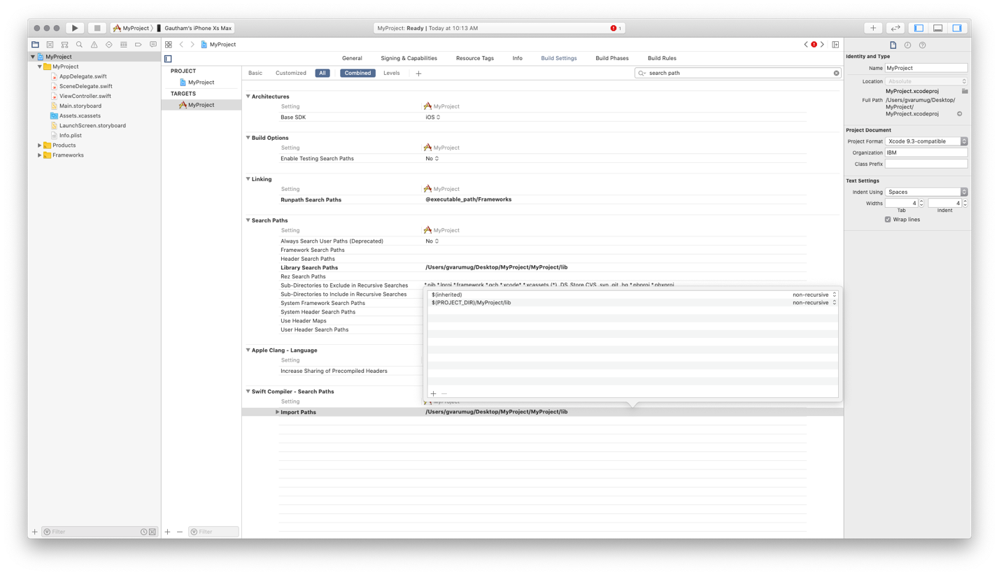 MyProject
Gautham's iPhone Xs Max
MyProject: Ready | Today at 10:13 AM
1
MyProject
MyProject
AppDelegate.swift
SceneDelegate.swift
ViewController.swift
Main.storyboard
Assets.xcassets
LaunchScreen.storyboard
Info.plist
Products
Frameworks
Filter
MyProject
General
Signing & Capabilities
Resource Tags
Info
Build Settings
Build Phases
Build Rules
PROJECT
MyProject
TARGETS
MyProject
Filter
Basic
Customized
All
Combined
Levels
search path
Architectures
Setting
MyProject
Base SDK
iOS
Build Options
Setting
MyProject
Enable Testing Search Paths
No
Linking
Setting
MyProject
Runpath Search Paths
@executable_path/Frameworks
Search Paths
Setting
MyProject
Always Search User Paths (Deprecated)
No
Framework Search Paths
Header Search Paths
Library Search Paths
/Users/gvarumug/Desktop/MyProject/MyProject/lib
Rez Search Paths
Sub-Directories to Exclude in Recursive Searches
*.nib *.lproj *.framework *.gch *.xcode* *.xcassets (*) .DS_Store CVS .svn .git .hg *.pbproj *.pbxproj
Sub-Directories to Include in Recursive Searches
System Framework Search Paths
System Header Search Paths
Use Header Maps
User Header Search Paths
$(inherited)
non-recursive
$(PROJECT_DIR)/MyProject/lib
non-recursive
Apple Clang - Language
Setting
Increase Sharing of Precompiled Headers
Swift Compiler - Search Paths
Setting
MyProject
Import Paths
/Users/gvarumug/Desktop/MyProject/MyProject/lib
Identity and Type
Name
MyProject
Location
Absolute
MyProject.xcodeproj
Full Path
/Users/gvarumug/Desktop/
MyProject/
MyProject.xcodeproj
Project Document
Project Format
Xcode 9.3-compatible
Organization
IBM
Class Prefix
Text Settings
Indent Using
Spaces
Widths
4
4
Tab
Indent
Wrap lines